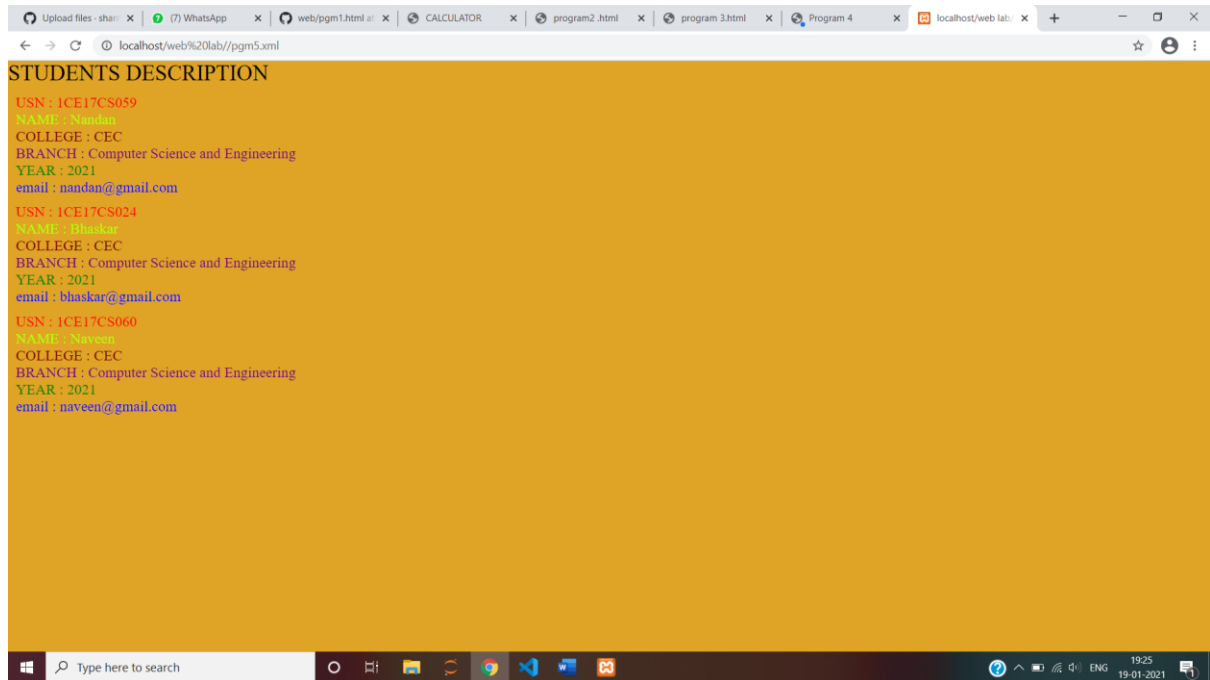 Upload files · shar
(7) WhatsApp
web/pgm1.html at
CALCULATOR
program2 .html
program 3.html
Program 4
localhost/web lab/
localhost/web%20lab//pgm5.xml
STUDENTS DESCRIPTION
USN : 1CE17CS059
NAME : Nandan
COLLEGE : CEC
BRANCH : Computer Science and Engineering
YEAR : 2021
email : nandan@gmail.com
USN : 1CE17CS024
NAME : Bhaskar
COLLEGE : CEC
BRANCH : Computer Science and Engineering
YEAR : 2021
email : bhaskar@gmail.com
USN : 1CE17CS060
NAME : Naveen
COLLEGE : CEC
BRANCH : Computer Science and Engineering
YEAR : 2021
email : naveen@gmail.com
Type here to search
ENG
19:25
19-01-2021